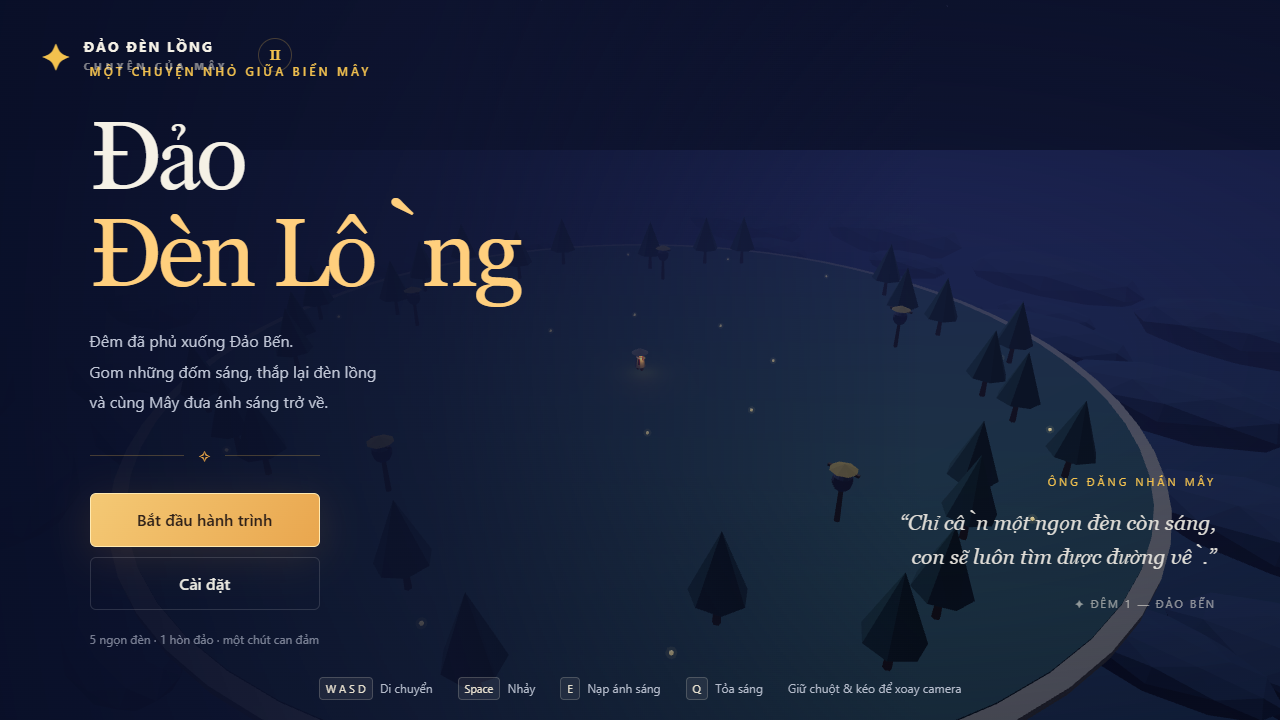 ĐẢO ĐÈN LỒNG
CHUYỆN CỦA MÂY
II
MỘT CHUYỆN NHỎ GIỮA BIỂN MÂY
Đảo
Đèn Lồng
Đêm đã phủ xuống Đảo Bến.
Gom những đốm sáng, thắp lại đèn lồng
và cùng Mây đưa ánh sáng trở về.
Bắt đầu hành trình
Cài đặt
5 ngọn đèn · 1 hòn đảo · một chút can đảm
ÔNG ĐĂNG NHẮN MÂY
“Chỉ cần một ngọn đèn còn sáng,
con sẽ luôn tìm được đường về.”
✦ ĐÊM 1 — ĐẢO BẾN
WASD Di chuyển Space Nhảy E Nạp ánh sáng Q Tỏa sáng Giữ chuột & kéo để xoay camera